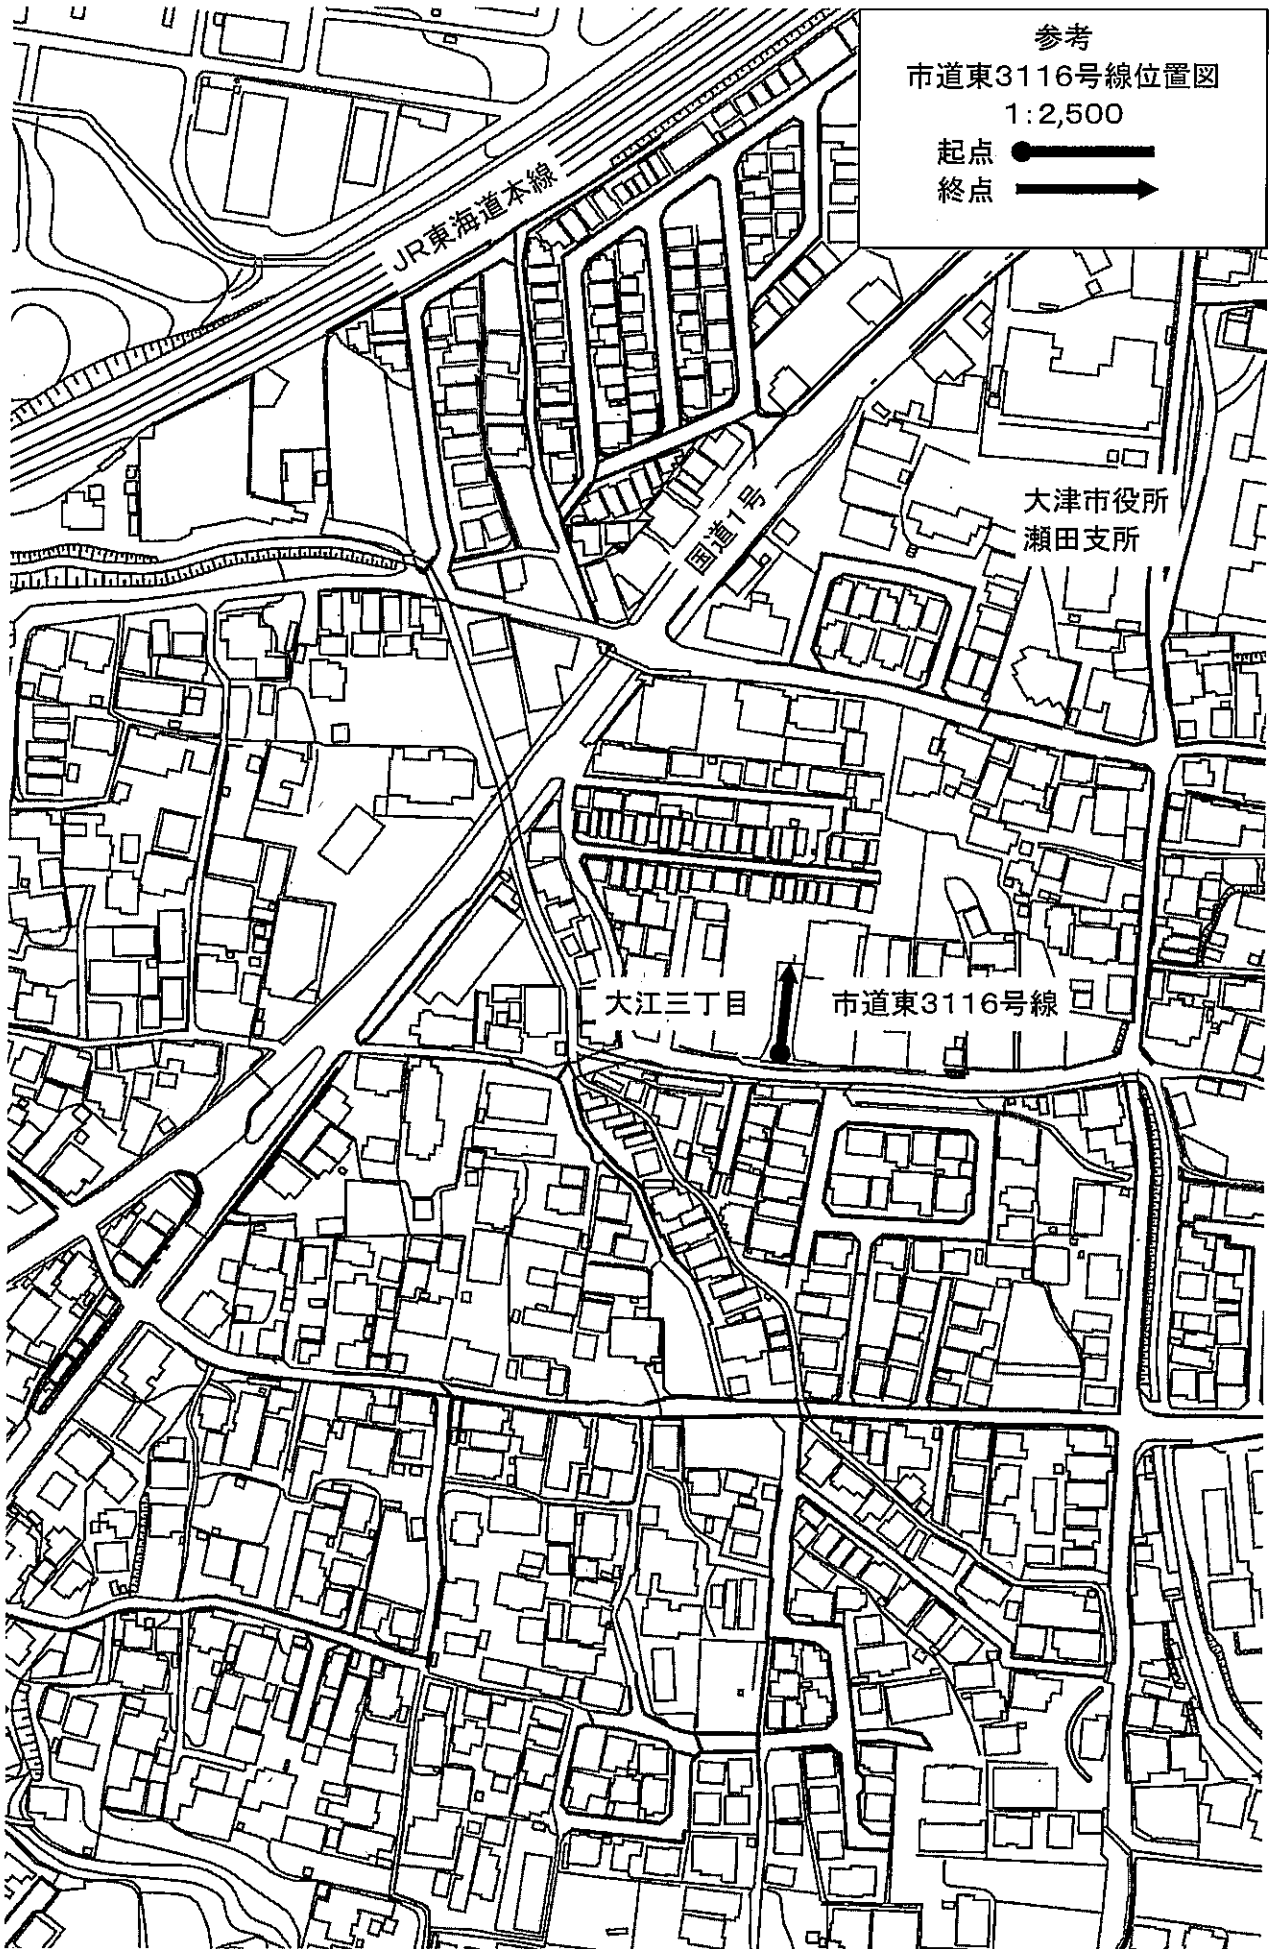 参考
市道東3116号線位置図
1:2,500
起点
終点
JR東海道本線
国道1号
大津市役所
瀬田支所
大江三丁目
市道東3116号線